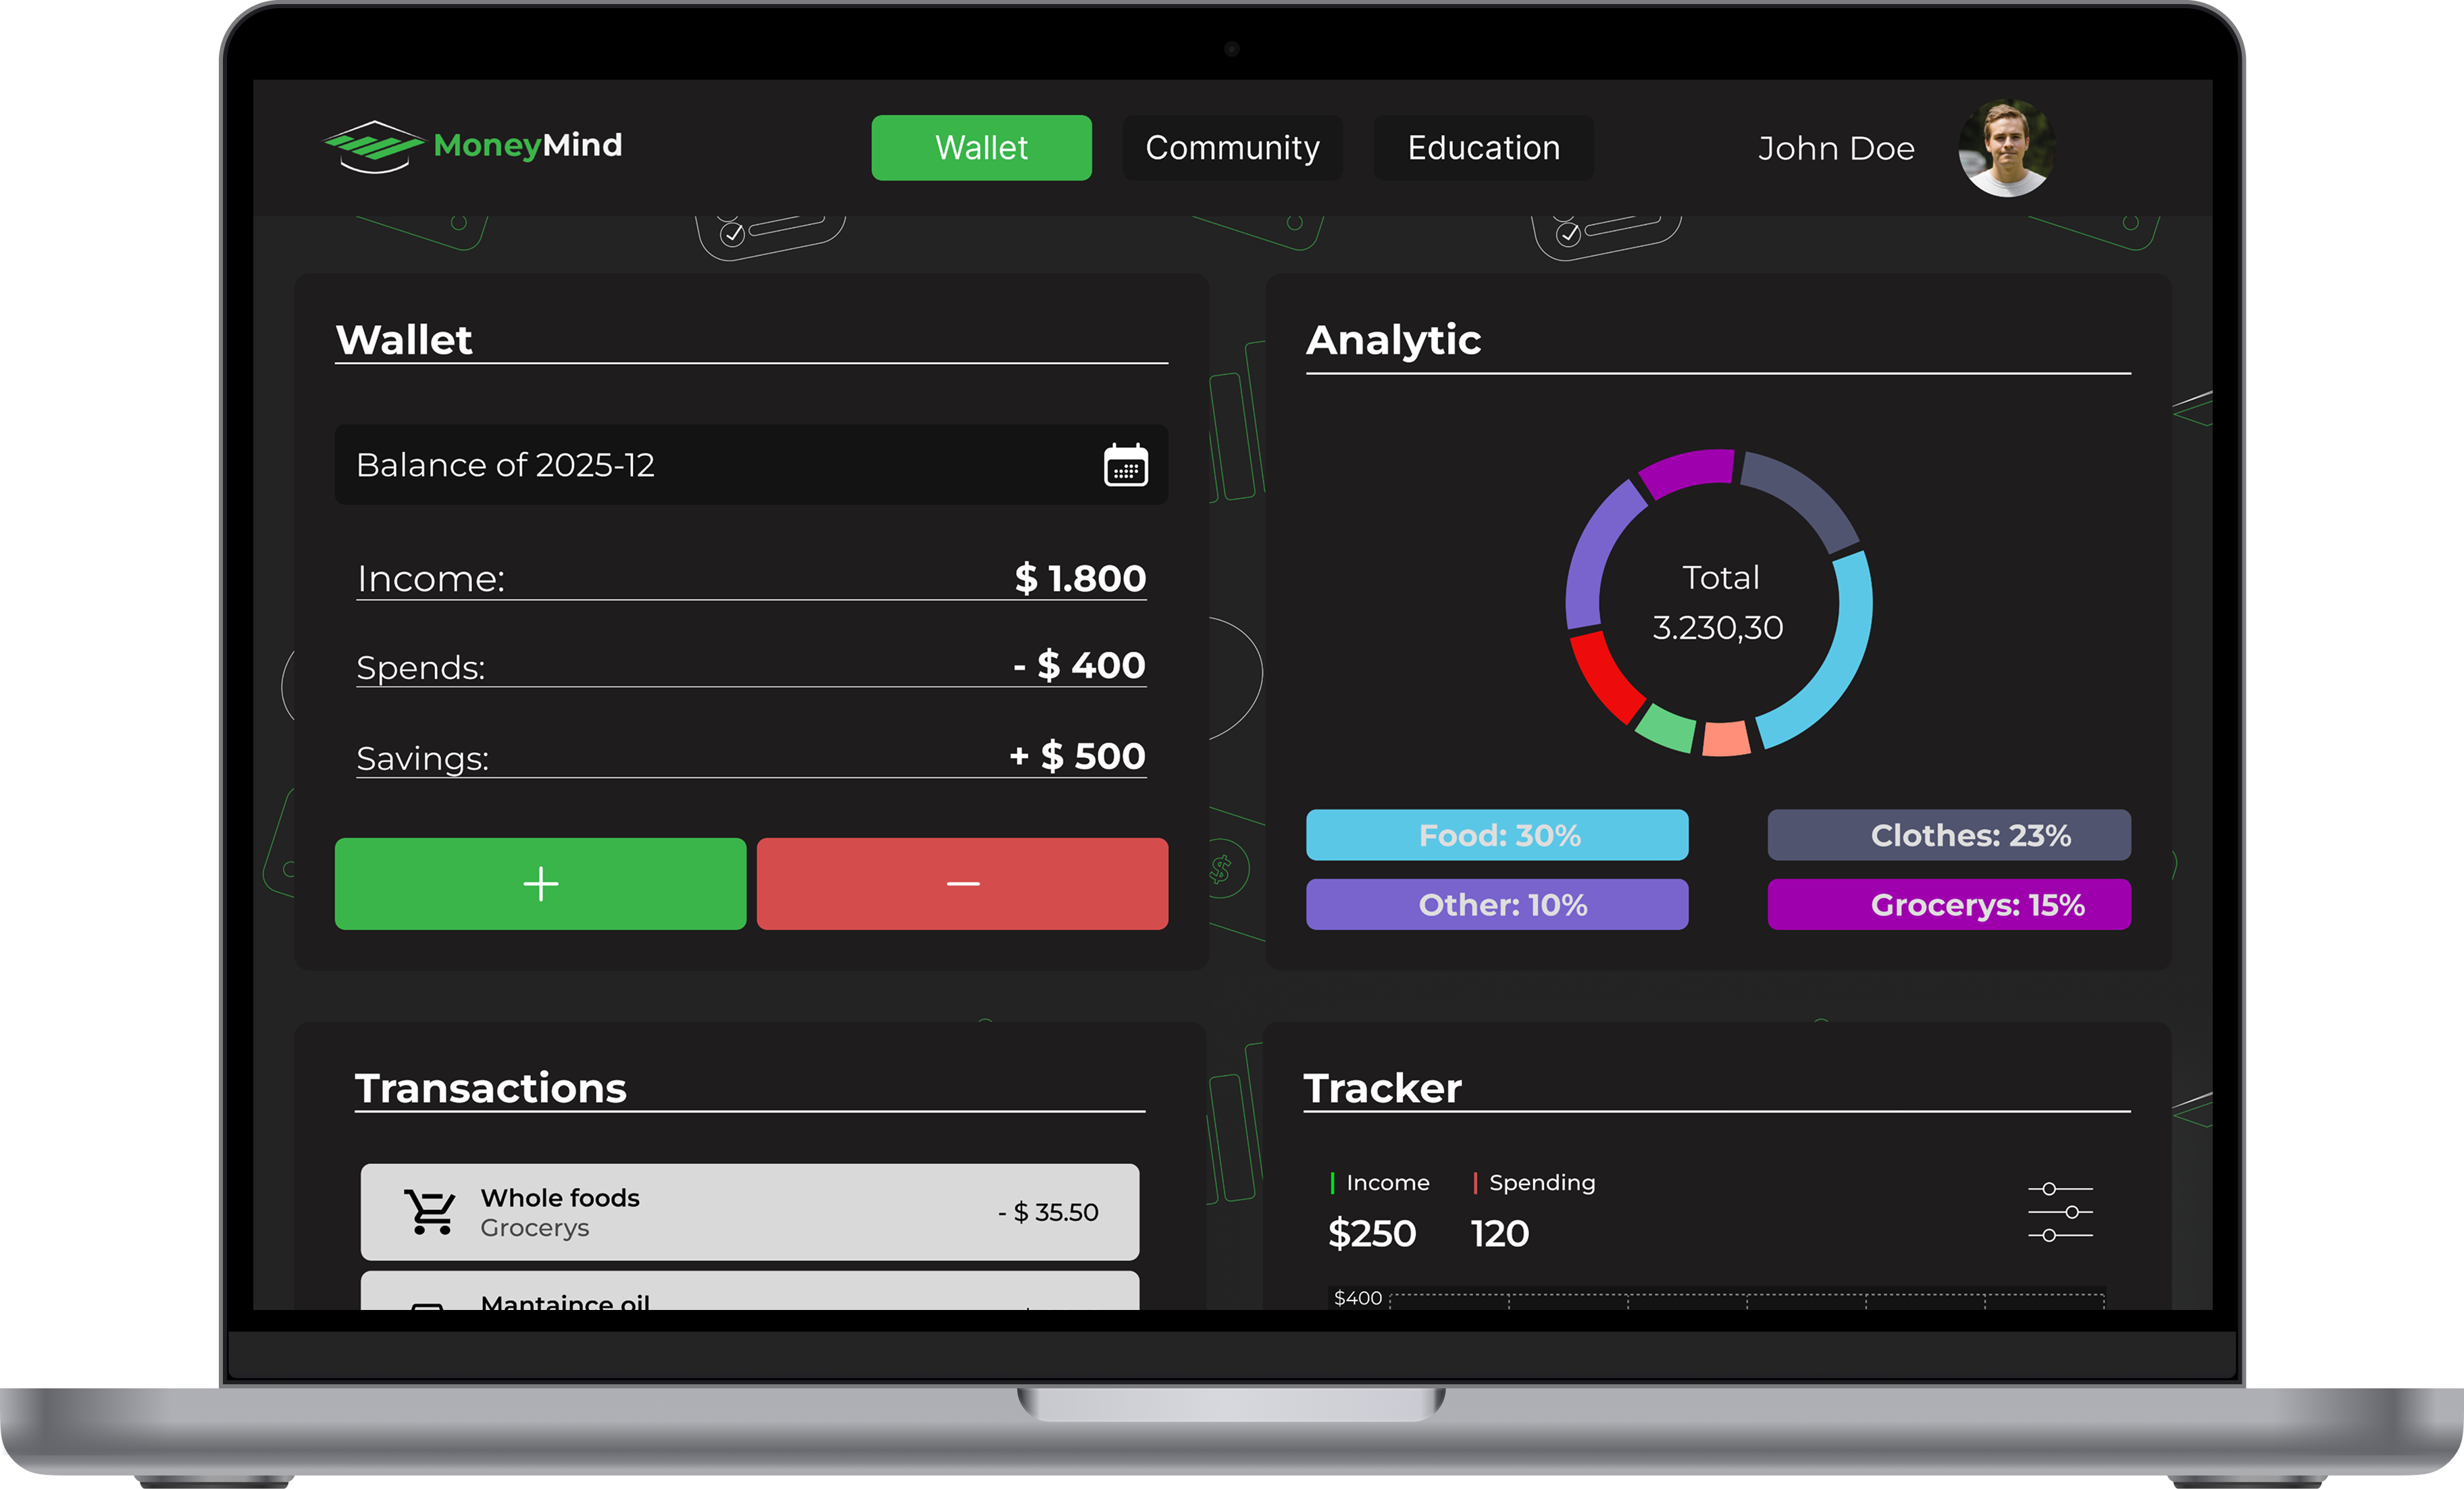 MoneyMind
Wallet
Community
Education
John Doe
Wallet
Balance of 2025-12
Income: $ 1.800
Spends: - $ 400
Savings: + $ 500
+
−
Analytic
Total
3.230,30
Food: 30%
Clothes: 23%
Other: 10%
Grocerys: 15%
Transactions
Whole foods
Grocerys
- $ 35.50
Mantaince oil
Tracker
Income
Spending
$250
120
$400